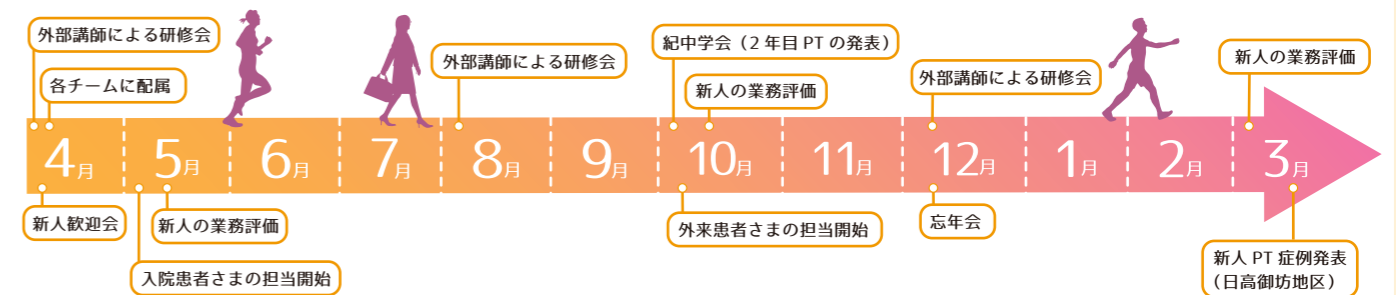 外部講師による研修会
各チームに配属
外部講師による研修会
紀中学会（2年目PTの発表）
新人の業務評価
外部講師による研修会
新人の業務評価
4月
5月
6月
7月
8月
9月
10月
11月
12月
1月
2月
3月
新人歓迎会
新人の業務評価
入院患者さまの担当開始
外来患者さまの担当開始
忘年会
新人PT症例発表
（日高御坊地区）